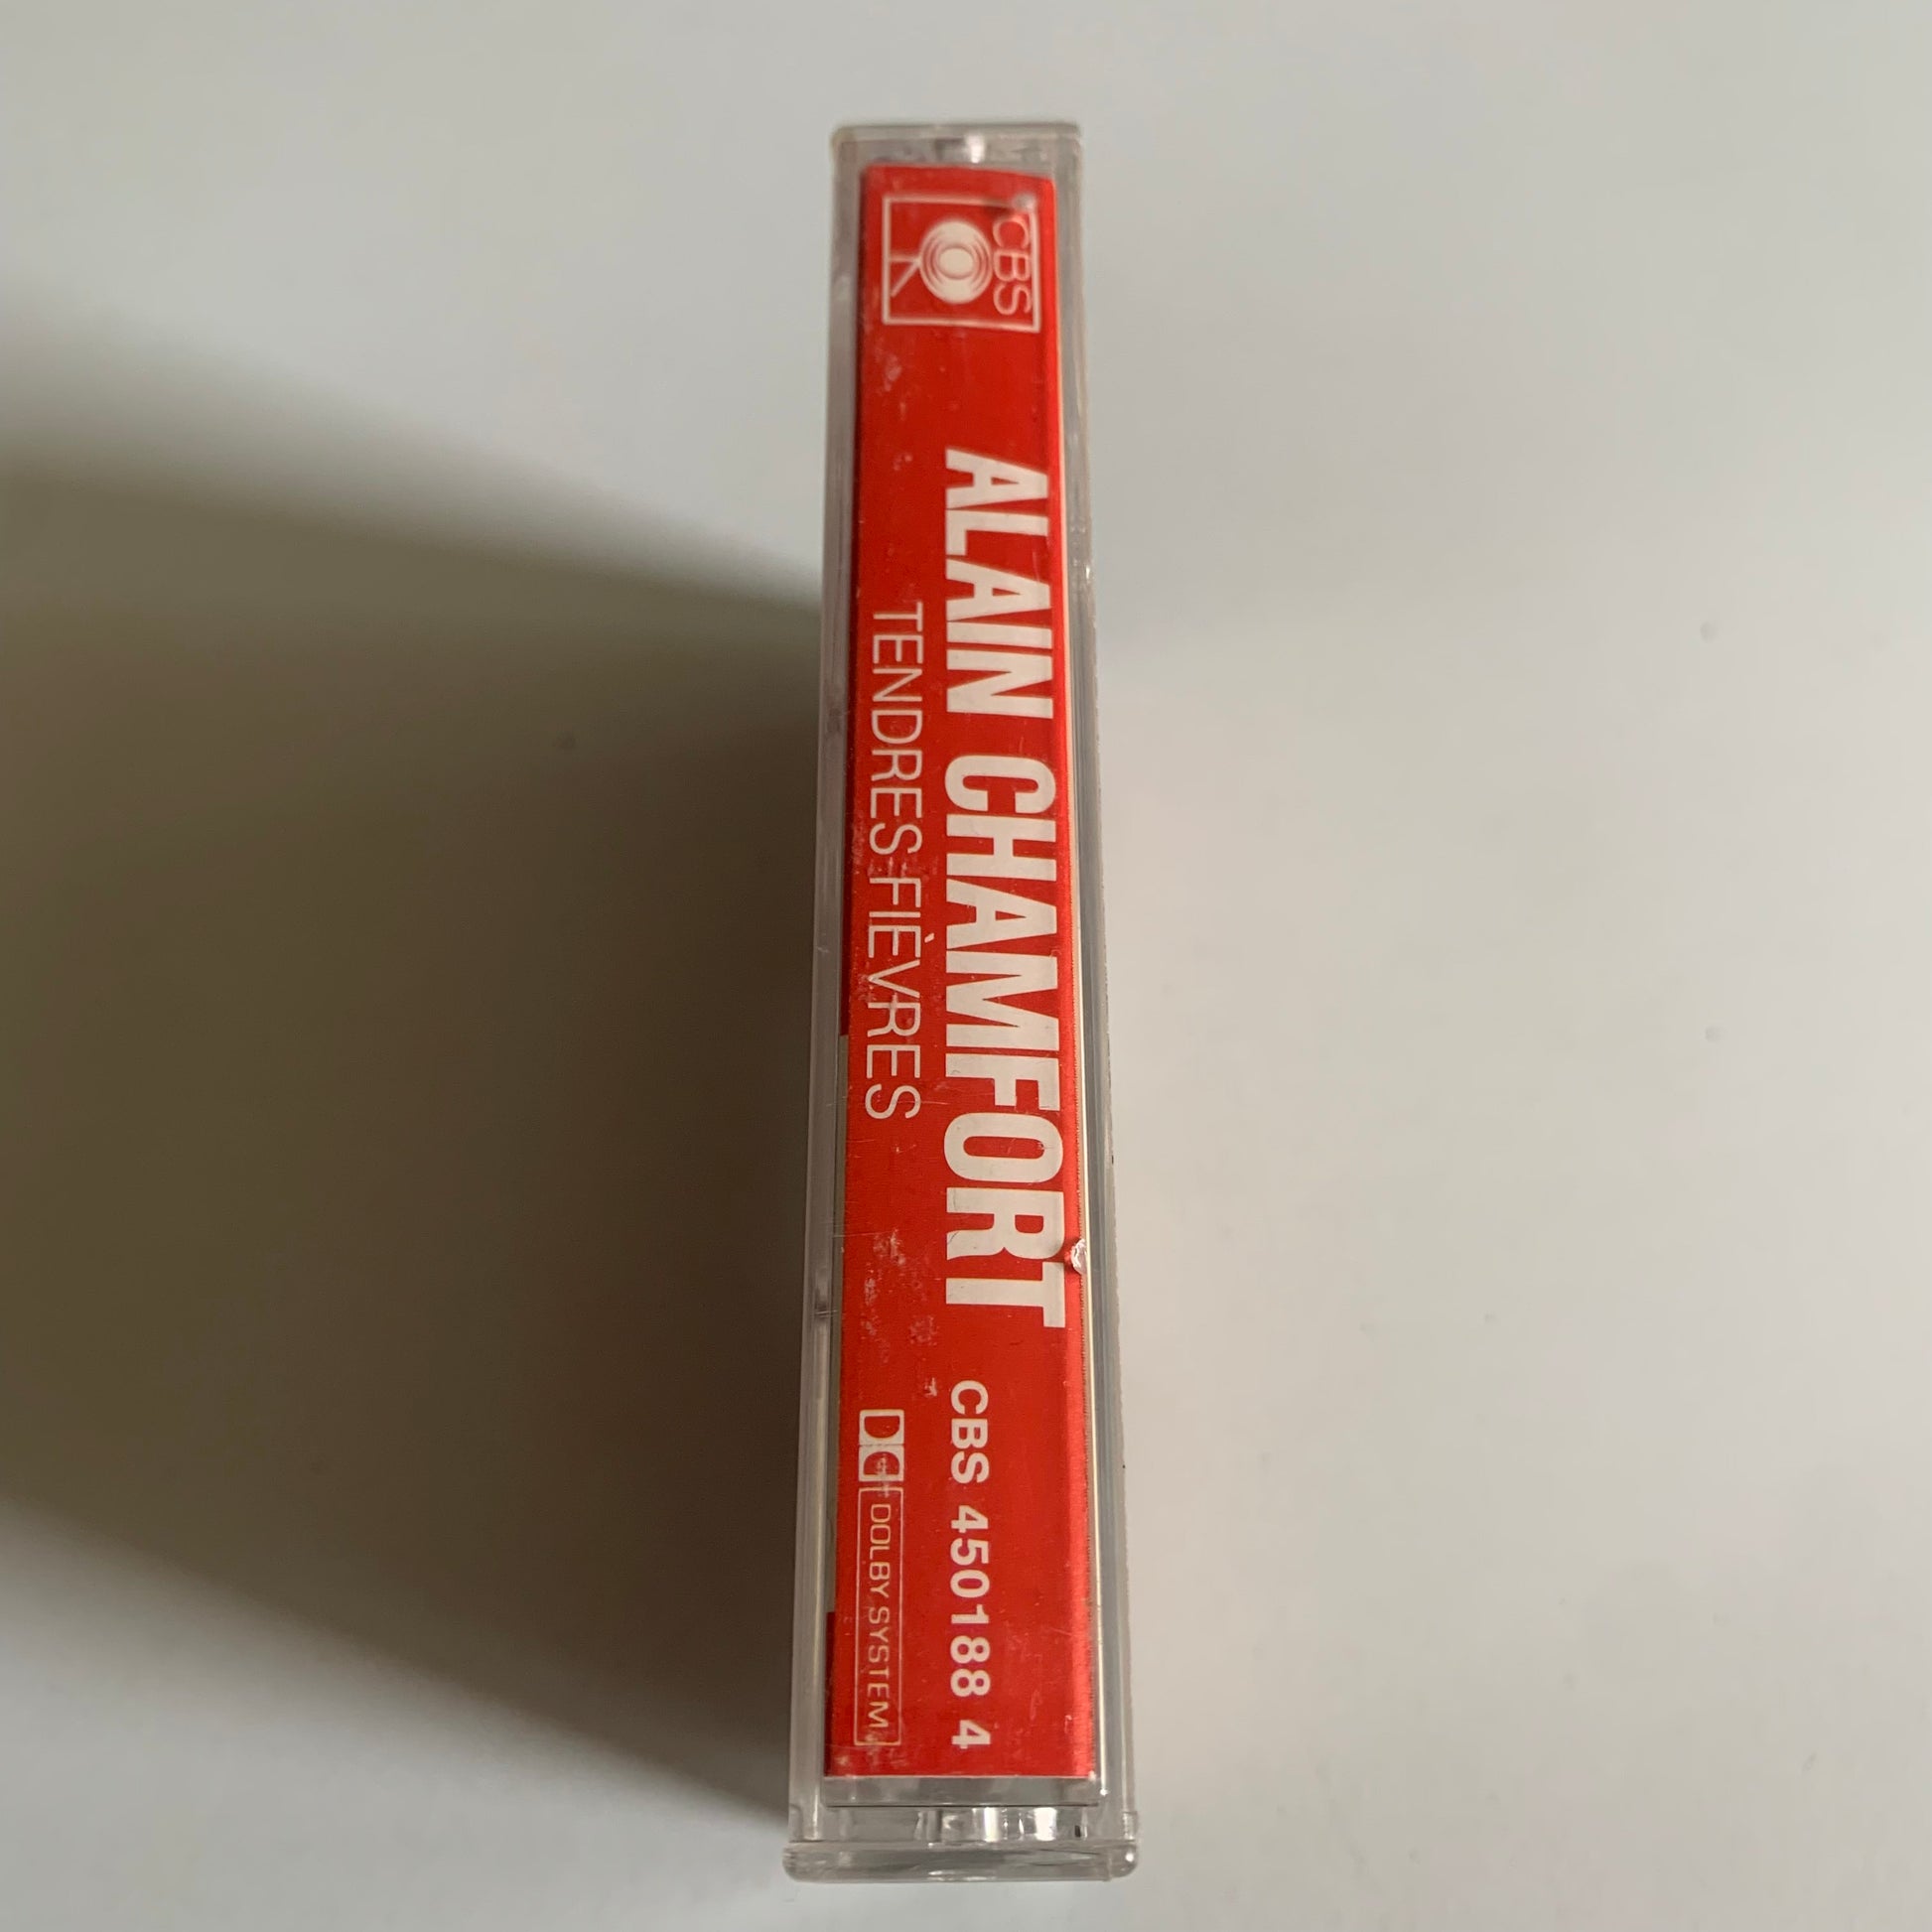 CBS
ALAIN CHAMFORT
TENDRES FIÈVRES
CBS 450188 4
DOLBY SYSTEM